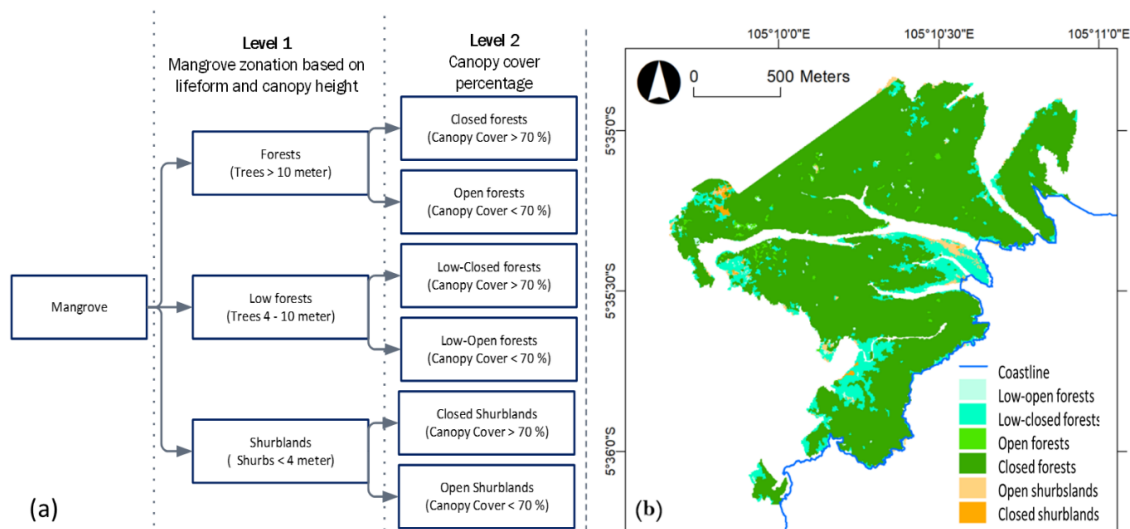 Level 1
Mangrove zonation based on
lifeform and canopy height
Level 2
Canopy cover
percentage
Mangrove
Forests
(Trees > 10 meter)
Low forests
(Trees 4 - 10 meter)
Shurblands
( Shurbs < 4 meter)
Closed forests
(Canopy Cover > 70 %)
Open forests
(Canopy Cover < 70 %)
Low-Closed forests
(Canopy Cover > 70 %)
Low-Open forests
(Canopy Cover < 70 %)
Closed Shurblands
(Canopy Cover > 70 %)
Open Shurblands
(Canopy Cover < 70 %)
(a)
105°10'0"E
105°10'30"E
105°11'0"E
0 500 Meters
5°35'0"S
5°35'30"S
5°36'0"S
Coastline
Low-open forests
Low-closed forests
Open forests
Closed forests
Open shurbslands
Closed shurblands
(b)